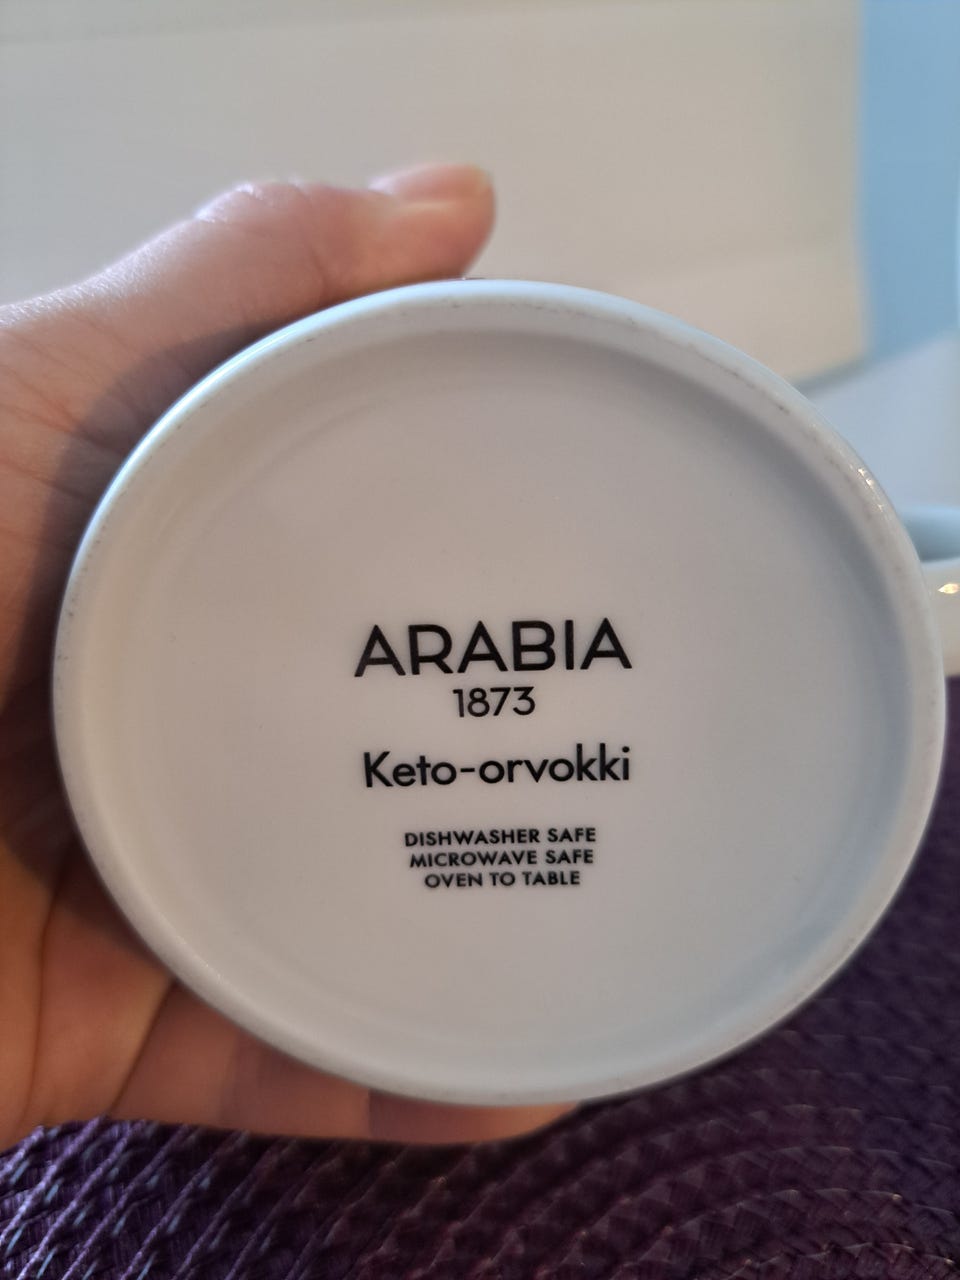 ARABIA
1873
Keto-orvokki
DISHWASHER SAFE
MICROWAVE SAFE
OVEN TO TABLE